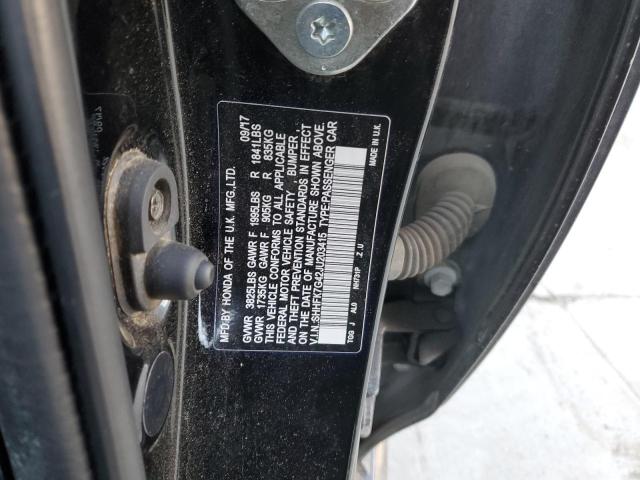 MFD.BY HONDA OF THE U.K. MFG.,LTD. 09/17
GVWR 3825LBS GAWR F 1995LBS R 1841LBS
GVWR 1735KG GAWR F 905KG R 835KG
THIS VEHICLE CONFORMS TO ALL APPLICABLE
FEDERAL MOTOR VEHICLE SAFETY, BUMPER,
AND THEFT PREVENTION STANDARDS IN EFFECT
ON THE DATE OF MANUFACTURE SHOWN ABOVE.
V.I.N.:SHHFK7G42JU203415 TYPE:PASSENGER CAR
TGG J AL0 NH731P Z.U MADE IN U.K.